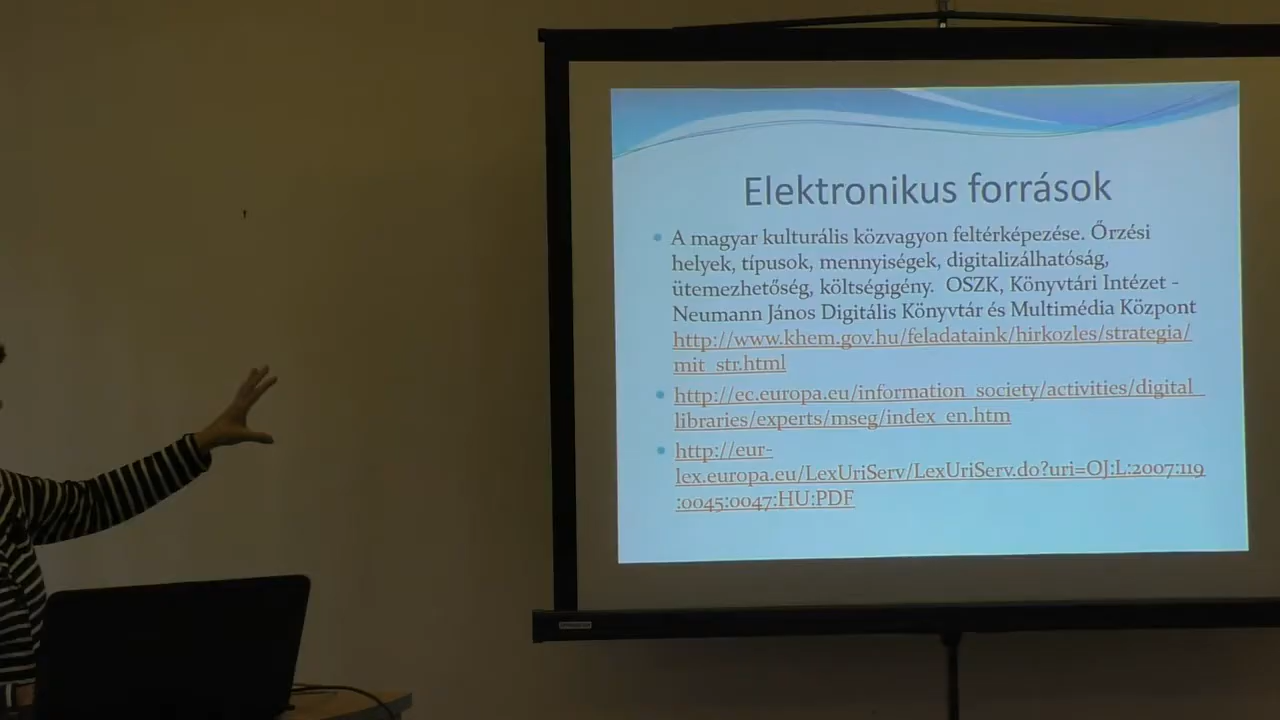 Elektronikus források
A magyar kulturális közvagyon feltérképezése. Őrzési
helyek, típusok, mennyiségek, digitalizálhatóság,
ütemezhetőség, költségigény. OSZK, Könyvtári Intézet -
Neumann János Digitális Könyvtár és Multimédia Központ
http://www.khem.gov.hu/feladataink/hirkozles/strategia/
mit_str.html
http://ec.europa.eu/information_society/activities/digital_
libraries/experts/mseg/index_en.htm
http://eur-
lex.europa.eu/LexUriServ/LexUriServ.do?uri=OJ:L:2007:119
:0045:0047:HU:PDF